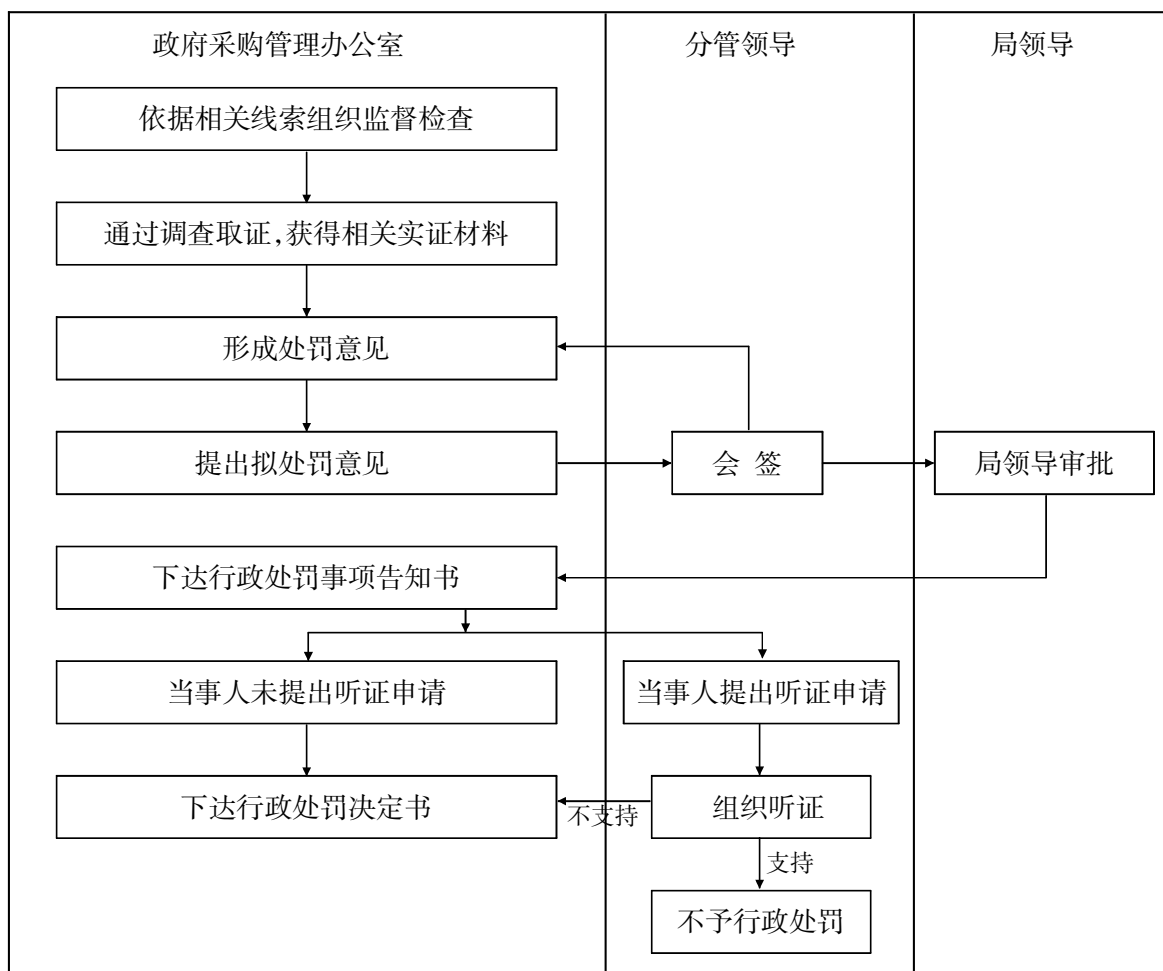 政府采购管理办公室
分管领导
局领导
依据相关线索组织监督检查
通过调查取证,获得相关实证材料
形成处罚意见
提出拟处罚意见
会 签
局领导审批
下达行政处罚事项告知书
当事人未提出听证申请
当事人提出听证申请
下达行政处罚决定书
不支持
组织听证
支持
不予行政处罚